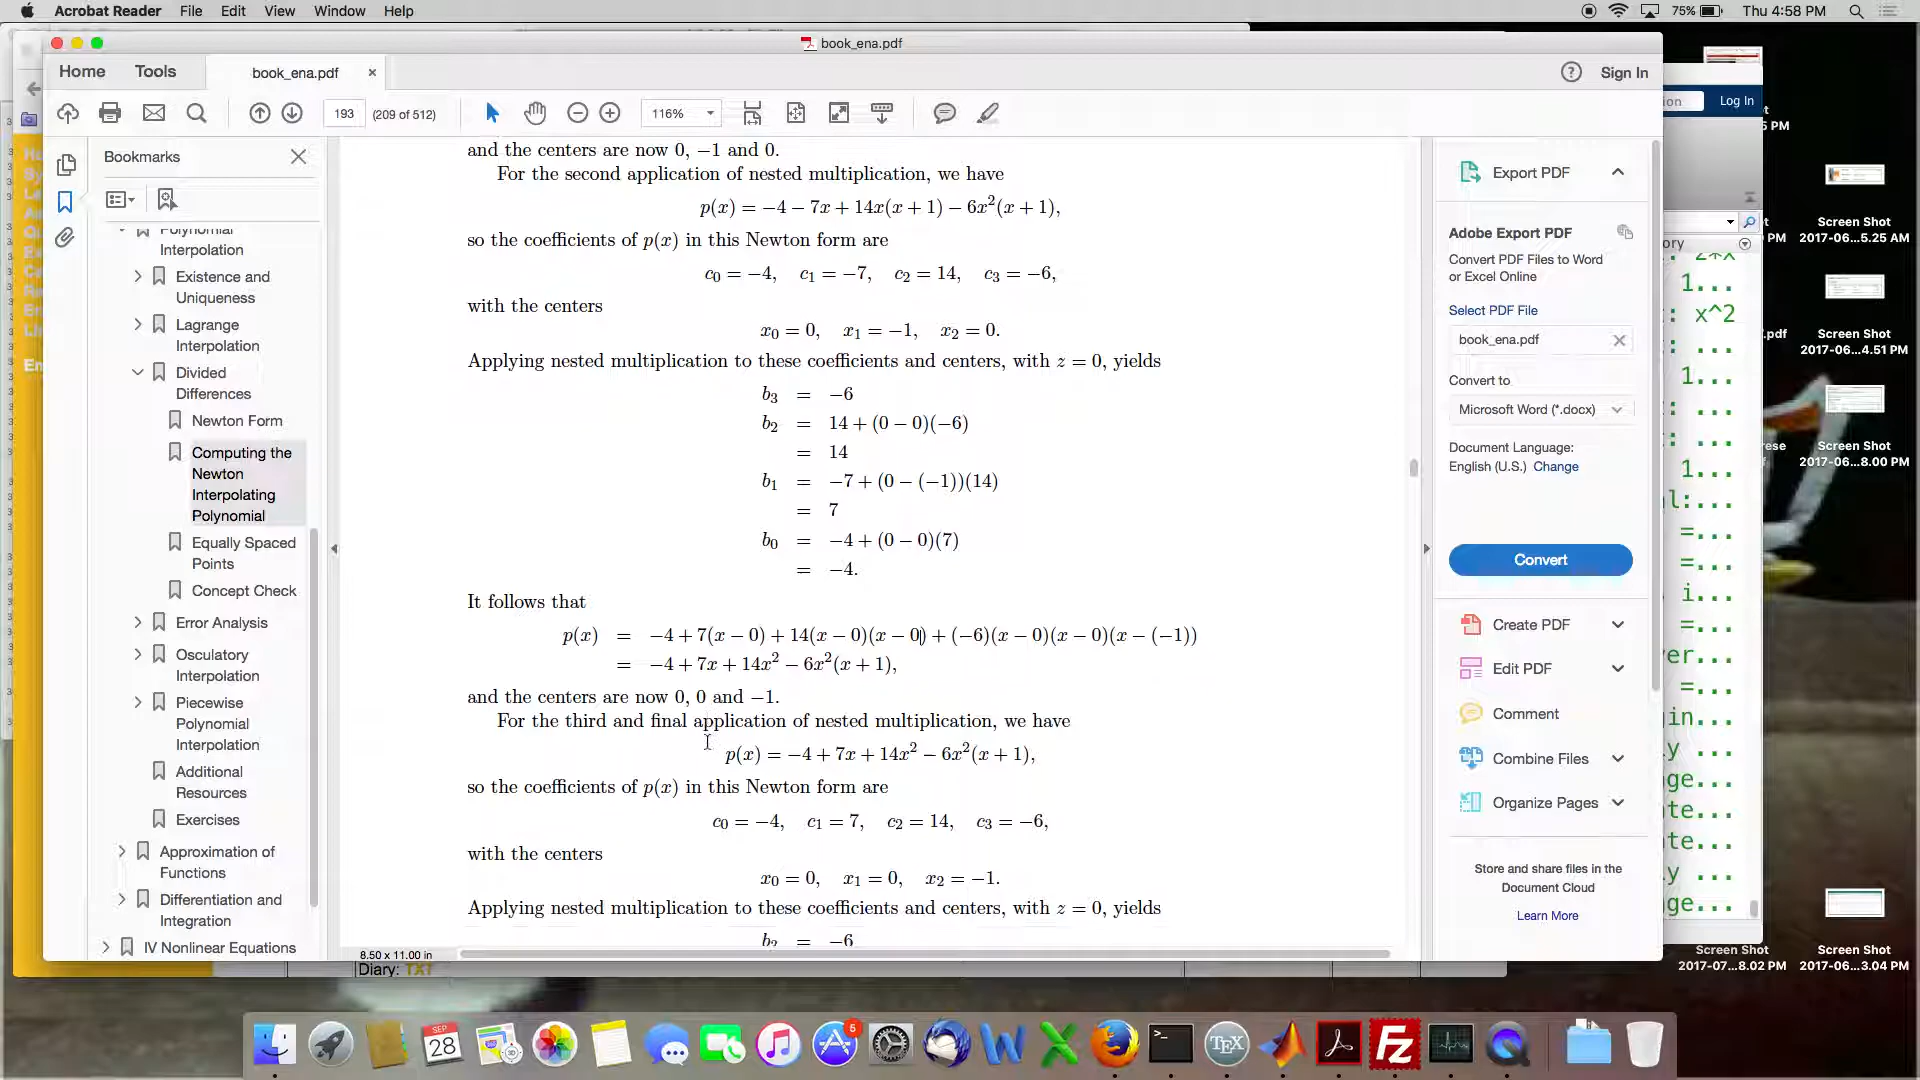 Acrobat Reader File Edit View Window Help
75% Thu 4:58 PM
book_ena.pdf
Home Tools book_ena.pdf × Sign In
193 (209 of 512) 116%
Log In
Bookmarks
Polynomial
Interpolation
Existence and
Uniqueness
Lagrange
Interpolation
Divided
Differences
Newton Form
Computing the
Newton
Interpolating
Polynomial
Equally Spaced
Points
Concept Check
Error Analysis
Osculatory
Interpolation
Piecewise
Polynomial
Interpolation
Additional
Resources
Exercises
Approximation of
Functions
Differentiation and
Integration
IV Nonlinear Equations
and the centers are now 0, −1 and 0.
For the second application of nested multiplication, we have
p(x) = −4 − 7x + 14x(x + 1) − 6x²(x + 1),
so the coefficients of p(x) in this Newton form are
c₀ = −4, c₁ = −7, c₂ = 14, c₃ = −6,
with the centers
x₀ = 0, x₁ = −1, x₂ = 0.
Applying nested multiplication to these coefficients and centers, with z = 0, yields
b₃ = −6
b₂ = 14 + (0 − 0)(−6)
= 14
b₁ = −7 + (0 − (−1))(14)
= 7
b₀ = −4 + (0 − 0)(7)
= −4.
It follows that
p(x) = −4 + 7(x − 0) + 14(x − 0)(x − 0) + (−6)(x − 0)(x − 0)(x − (−1))
= −4 + 7x + 14x² − 6x²(x + 1),
and the centers are now 0, 0 and −1.
For the third and final application of nested multiplication, we have
p(x) = −4 + 7x + 14x² − 6x²(x + 1),
so the coefficients of p(x) in this Newton form are
c₀ = −4, c₁ = 7, c₂ = 14, c₃ = −6,
with the centers
x₀ = 0, x₁ = 0, x₂ = −1.
Applying nested multiplication to these coefficients and centers, with z = 0, yields
= −6
8.50 x 11.00 in
Diary: TXT
Export PDF
Adobe Export PDF
Convert PDF Files to Word
or Excel Online
Select PDF File
book_ena.pdf
Convert to
Microsoft Word (*.docx)
Document Language:
English (U.S.) Change
Convert
Create PDF
Edit PDF
Comment
Combine Files
Organize Pages
Store and share files in the
Document Cloud
Learn More
x^2
Screen Shot
2017-06...5.25 AM
Screen Shot
2017-06...4.51 PM
Screen Shot
2017-06...8.00 PM
Screen Shot
2017-07...8.02 PM
Screen Shot
2017-06...3.04 PM
SEP
28
5
TEX